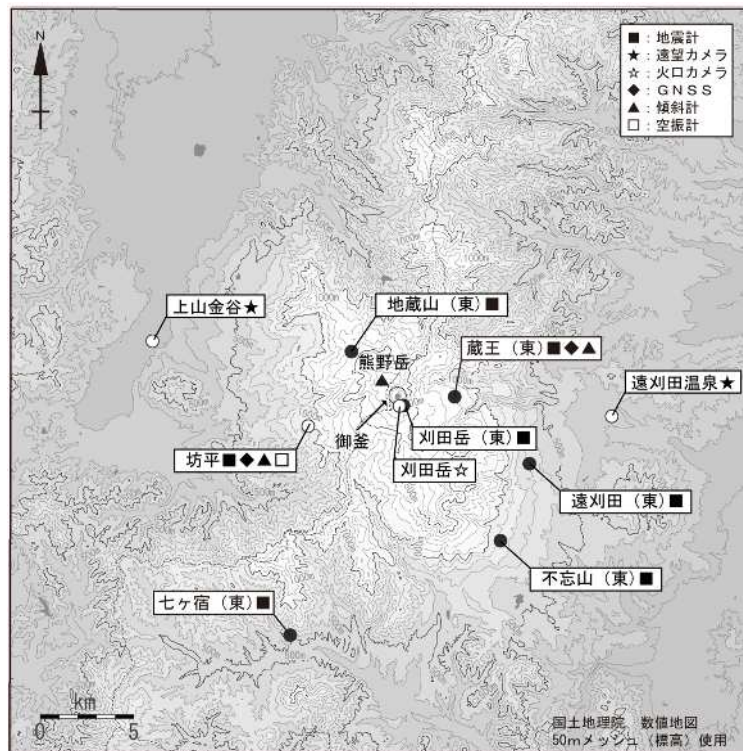 N
■：地震計
★：遠望カメラ
☆：火口カメラ
◆：ＧＮＳＳ
▲：傾斜計
□：空振計
1000m
上山金谷★
地蔵山（東）■
熊野岳
蔵王（東）■◆▲
遠刈田温泉★
御釜
刈田岳（東）■
坊平■◆▲□
刈田岳☆
遠刈田（東）■
不忘山（東）■
七ヶ宿（東）■
km
0 5
国土地理院 数値地図
50mメッシュ（標高）使用